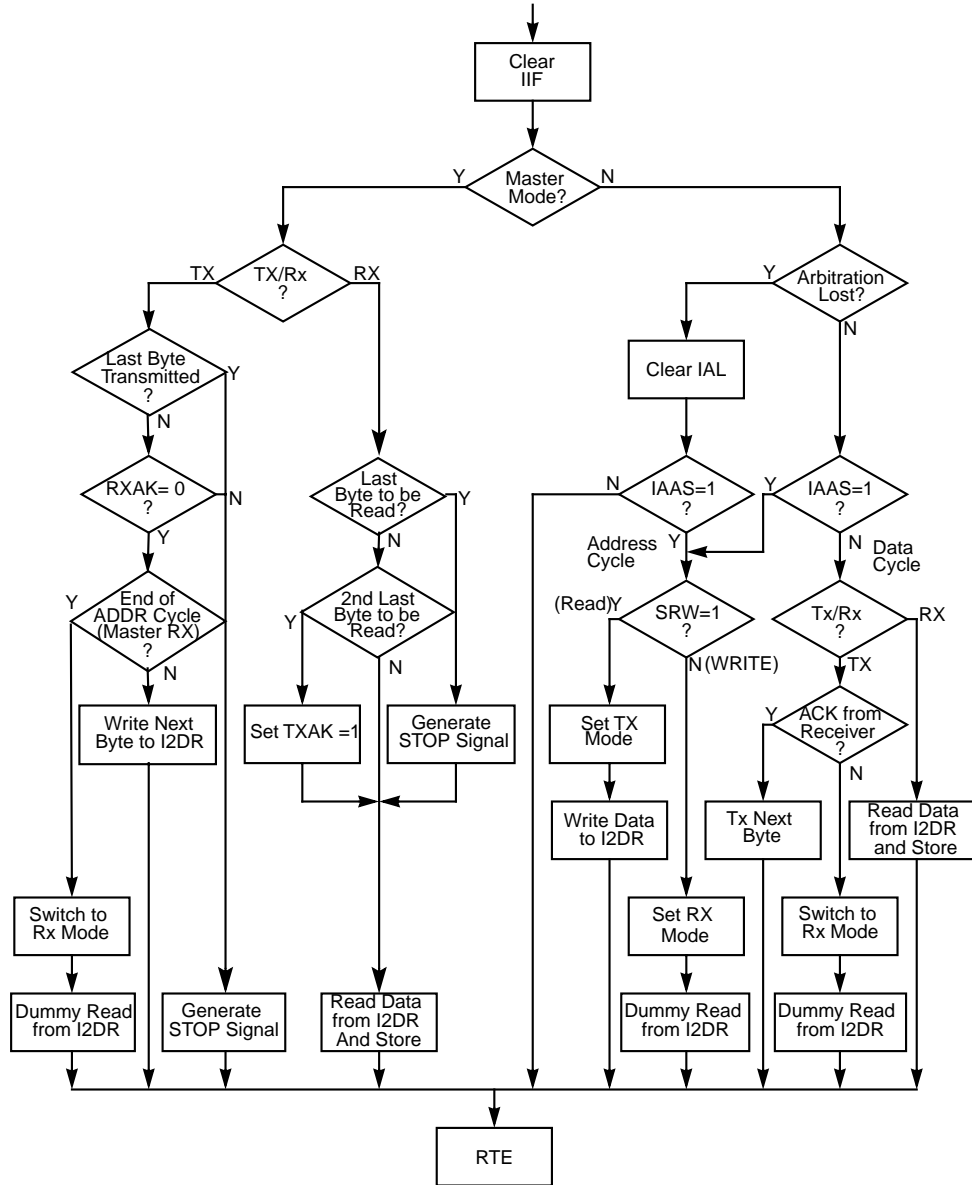 Clear
IIF
Y
Master
Mode?
N
TX
TX/Rx
?
RX
Y
Arbitration
Lost?
N
Last Byte
Transmitted
?
Y
N
Clear IAL
RXAK= 0
?
N
Y
Last
Byte to be
Read?
Y
N
N
IAAS=1
?
Y
Address
Cycle
Y
IAAS=1
?
N
Data
Cycle
Y
End of
ADDR Cycle
(Master RX)
?
N
Y
2nd Last
Byte to be
Read?
N
(Read)
Y
SRW=1
?
N
(WRITE)
Tx/Rx
?
RX
TX
Write Next
Byte to I2DR
Set TXAK =1
Generate
STOP Signal
Set TX
Mode
Y
ACK from
Receiver
?
N
Write Data
to I2DR
Tx Next
Byte
Read Data
from I2DR
and Store
Switch to
Rx Mode
Set RX
Mode
Switch to
Rx Mode
Dummy Read
from I2DR
Generate
STOP Signal
Read Data
from I2DR
And Store
Dummy Read
from I2DR
Dummy Read
from I2DR
RTE